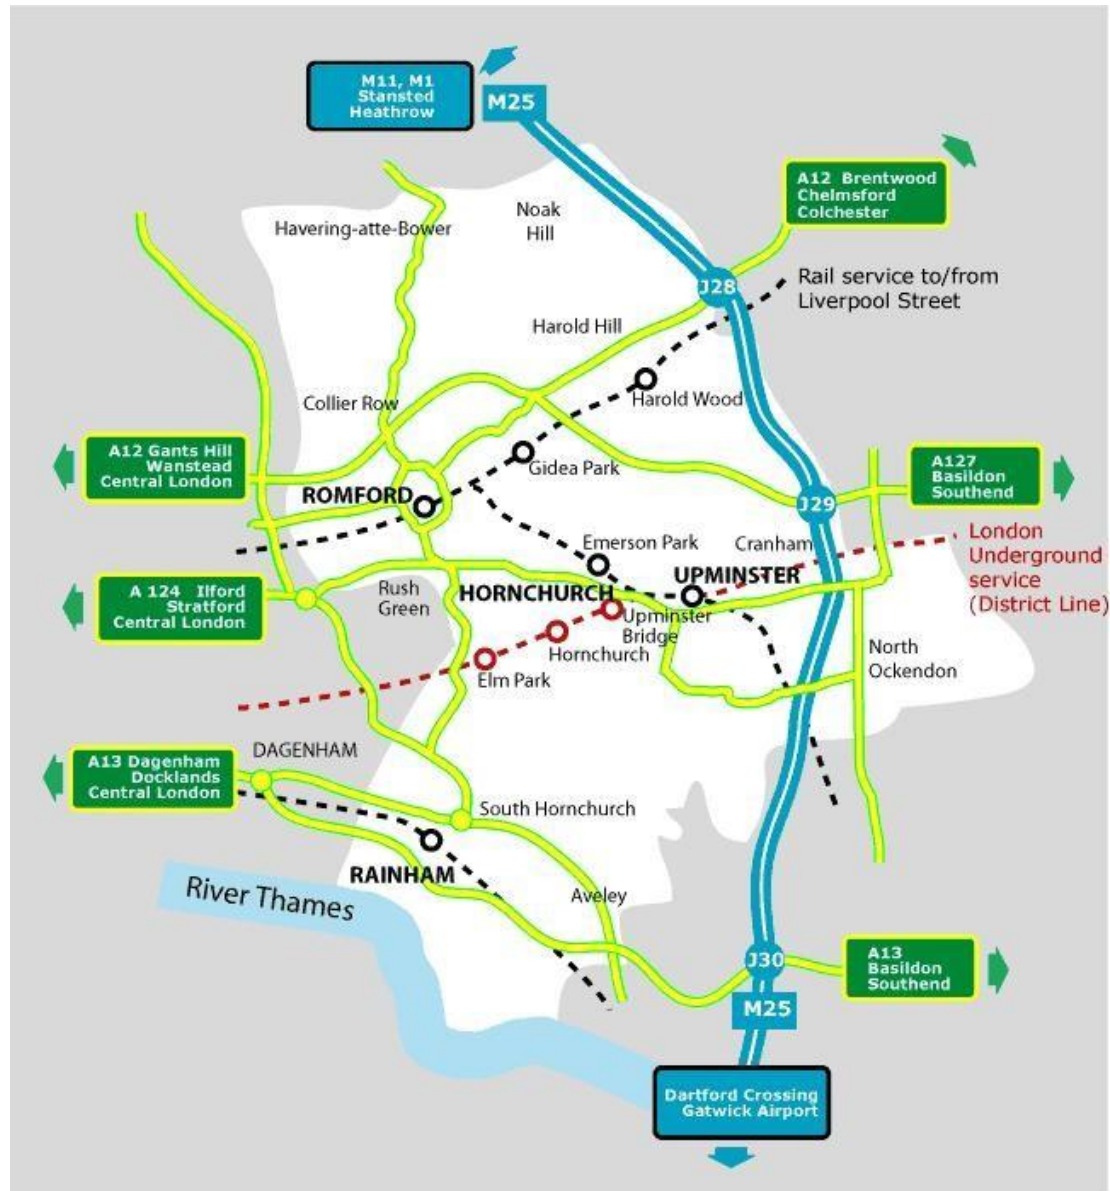 M11, M1
Stansted
Heathrow
M25
A12 Brentwood
Chelmsford
Colchester
Noak
Hill
Havering-atte-Bower
J28
Rail service to/from
Liverpool Street
Harold Hill
Harold Wood
Collier Row
A12 Gants Hill
Wanstead
Central London
Gidea Park
ROMFORD
A127
Basildon
Southend
J29
Emerson Park
Cranham
London
Underground
service
(District Line)
UPMINSTER
A 124 Ilford
Stratford
Central London
Rush
Green
HORNCHURCH
Upminster
Bridge
Hornchurch
North
Ockendon
Elm Park
DAGENHAM
A13 Dagenham
Docklands
Central London
South Hornchurch
RAINHAM
River Thames
Aveley
J30
A13
Basildon
Southend
M25
Dartford Crossing
Gatwick Airport